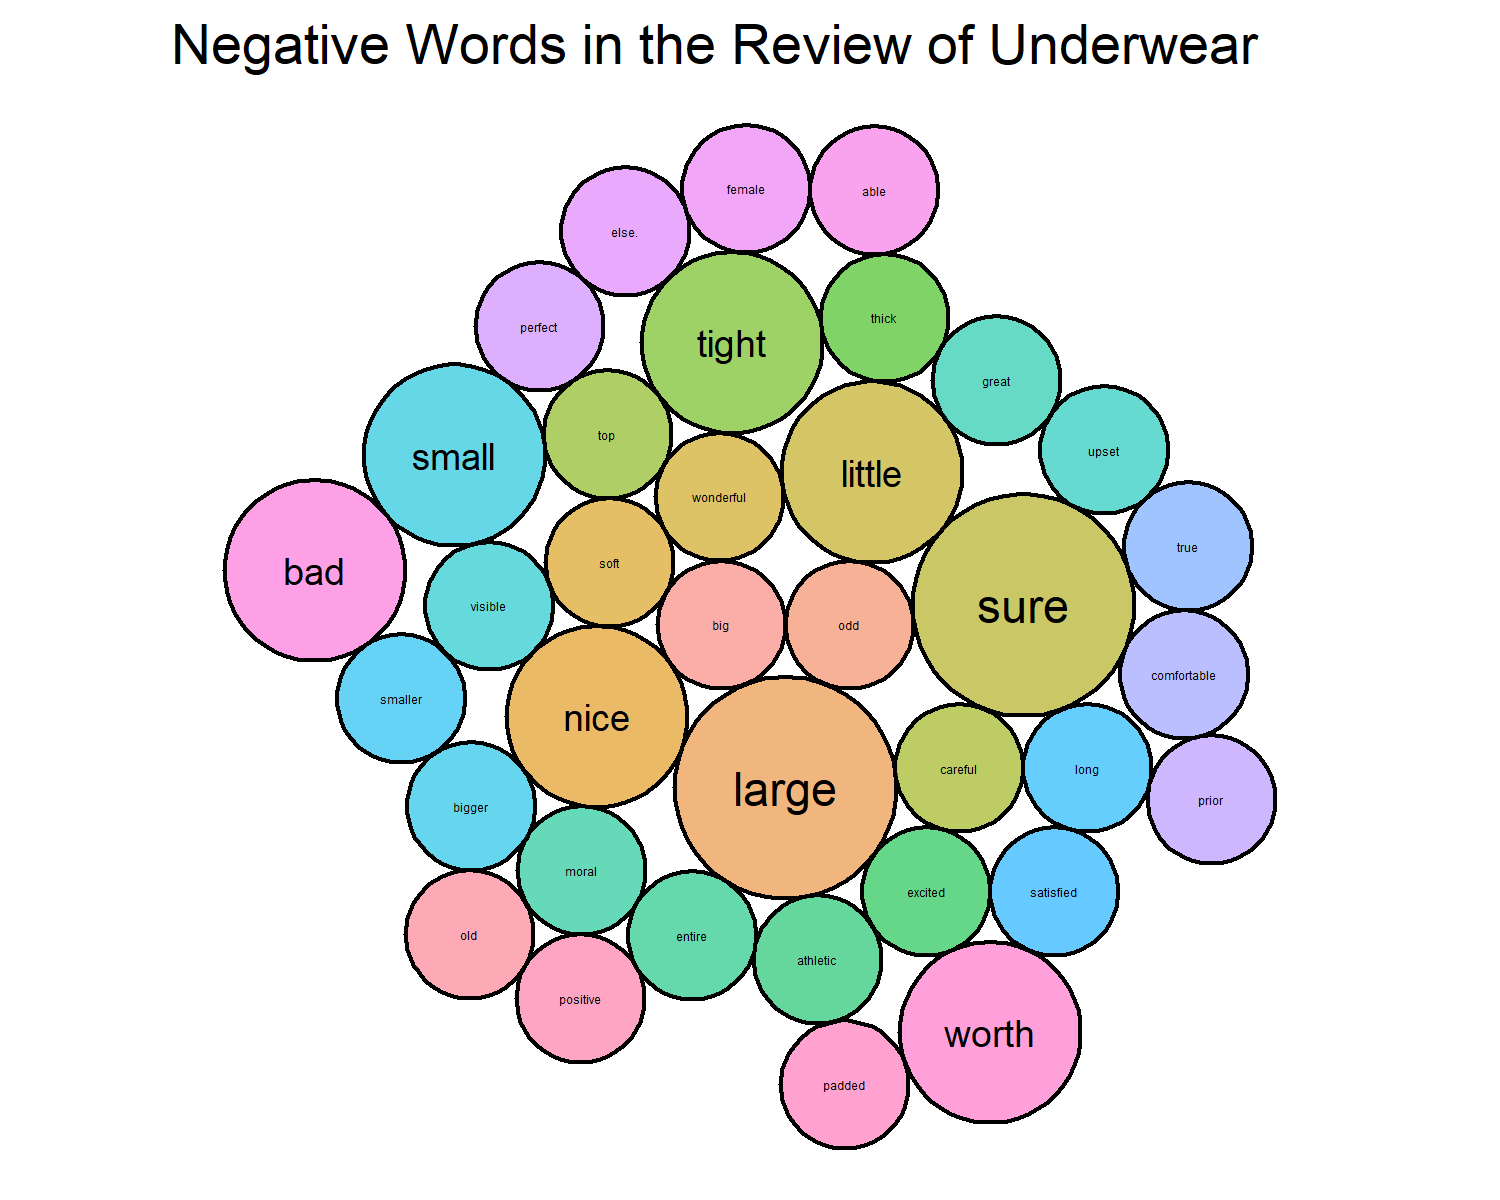 Negative Words in the Review of Underwear
female
able
else.
thick
perfect
tight
great
top
upset
small
little
wonderful
true
bad
soft
visible
sure
big
odd
comfortable
smaller
nice
large
careful
long
prior
bigger
moral
excited
satisfied
old
entire
athletic
positive
worth
padded